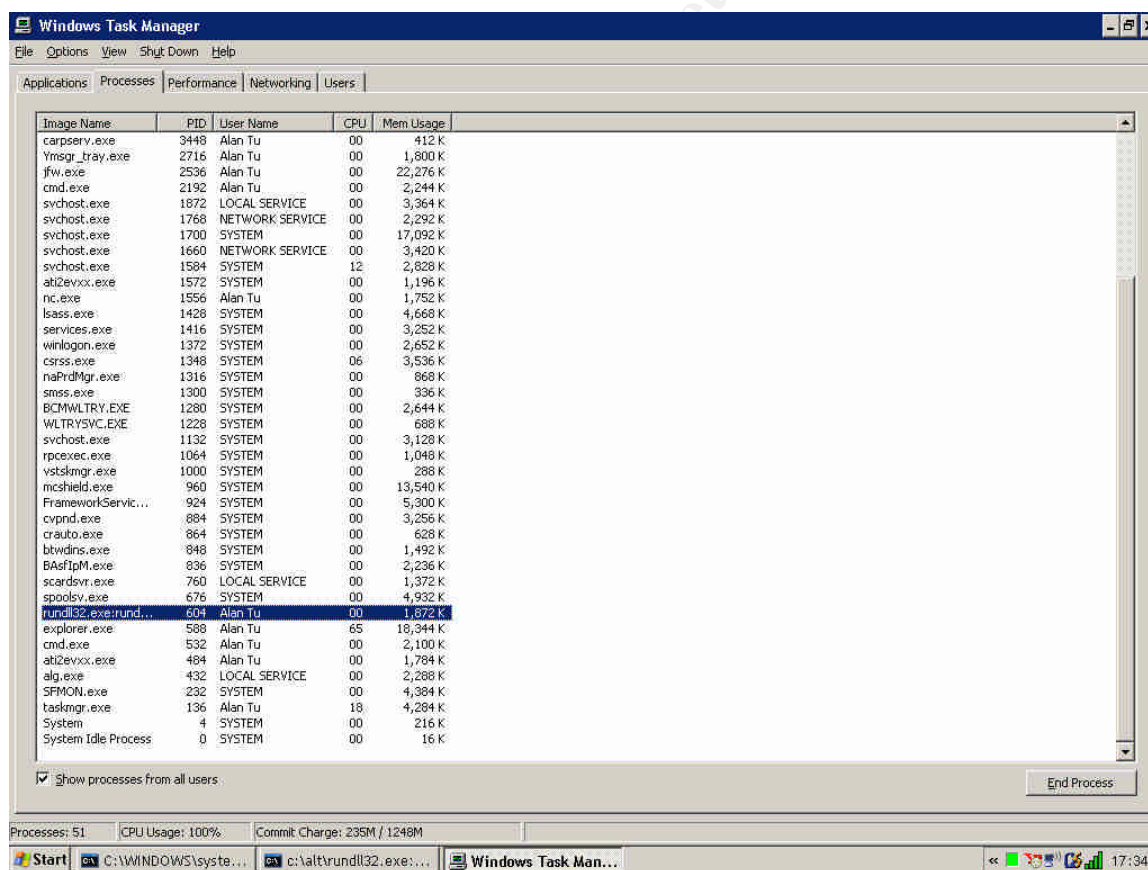 Windows Task Manager
File Options View Shut Down Help
Applications Processes Performance Networking Users
Image Name PID User Name CPU Mem Usage
carpserv.exe 3448 Alan Tu 00 412 K
Ymsgr_tray.exe 2716 Alan Tu 00 1,800 K
jfw.exe 2536 Alan Tu 00 22,276 K
cmd.exe 2192 Alan Tu 00 2,244 K
svchost.exe 1872 LOCAL SERVICE 00 3,364 K
svchost.exe 1768 NETWORK SERVICE 00 2,292 K
svchost.exe 1700 SYSTEM 00 17,092 K
svchost.exe 1660 NETWORK SERVICE 00 3,420 K
svchost.exe 1584 SYSTEM 12 2,828 K
ati2evxx.exe 1572 SYSTEM 00 1,196 K
nc.exe 1556 Alan Tu 00 1,752 K
lsass.exe 1428 SYSTEM 00 4,668 K
services.exe 1416 SYSTEM 00 3,252 K
winlogon.exe 1372 SYSTEM 00 2,652 K
csrss.exe 1348 SYSTEM 06 3,536 K
naPrdMgr.exe 1316 SYSTEM 00 868 K
smss.exe 1300 SYSTEM 00 336 K
BCMWLTRY.EXE 1280 SYSTEM 00 2,644 K
WLTRYSVC.EXE 1228 SYSTEM 00 688 K
svchost.exe 1132 SYSTEM 00 3,128 K
rpcexec.exe 1064 SYSTEM 00 1,048 K
vstskmgr.exe 1000 SYSTEM 00 288 K
mcshield.exe 960 SYSTEM 00 13,540 K
FrameworkServic... 924 SYSTEM 00 5,300 K
cvpnd.exe 884 SYSTEM 00 3,256 K
crauto.exe 864 SYSTEM 00 628 K
btwdins.exe 848 SYSTEM 00 1,492 K
BAsfIpM.exe 836 SYSTEM 00 2,236 K
scardsvr.exe 760 LOCAL SERVICE 00 1,372 K
spoolsv.exe 676 SYSTEM 00 4,932 K
rundll32.exe:rund... 604 Alan Tu 00 1,872 K
explorer.exe 588 Alan Tu 65 18,344 K
cmd.exe 532 Alan Tu 00 2,100 K
ati2evxx.exe 484 Alan Tu 00 1,784 K
alg.exe 432 LOCAL SERVICE 00 2,288 K
SFMON.exe 232 SYSTEM 00 4,384 K
taskmgr.exe 136 Alan Tu 18 4,284 K
System 4 SYSTEM 00 216 K
System Idle Process 0 SYSTEM 00 16 K
Show processes from all users
End Process
Processes: 51 CPU Usage: 100% Commit Charge: 235M / 1248M
Start C:\WINDOWS\syste... c:\alt\rundll32.exe:... Windows Task Man... « 17:34